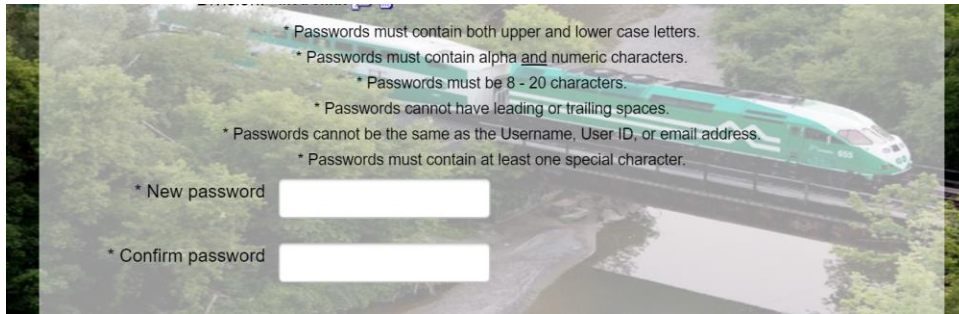 * Passwords must contain both upper and lower case letters.
* Passwords must contain alpha and numeric characters.
* Passwords must be 8 - 20 characters.
* Passwords cannot have leading or trailing spaces.
* Passwords cannot be the same as the Username, User ID, or email address.
* Passwords must contain at least one special character.
655
GO
* New password
* Confirm password